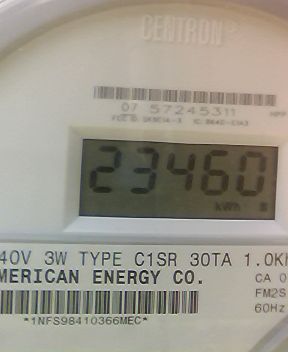 CENTRON
07 57245311
23460
kWh
40V 3W TYPE C1SR 30TA 1.0K
MERICAN ENERGY CO.
CA 0
FM2S
60Hz
*1NFS98410366MEC*